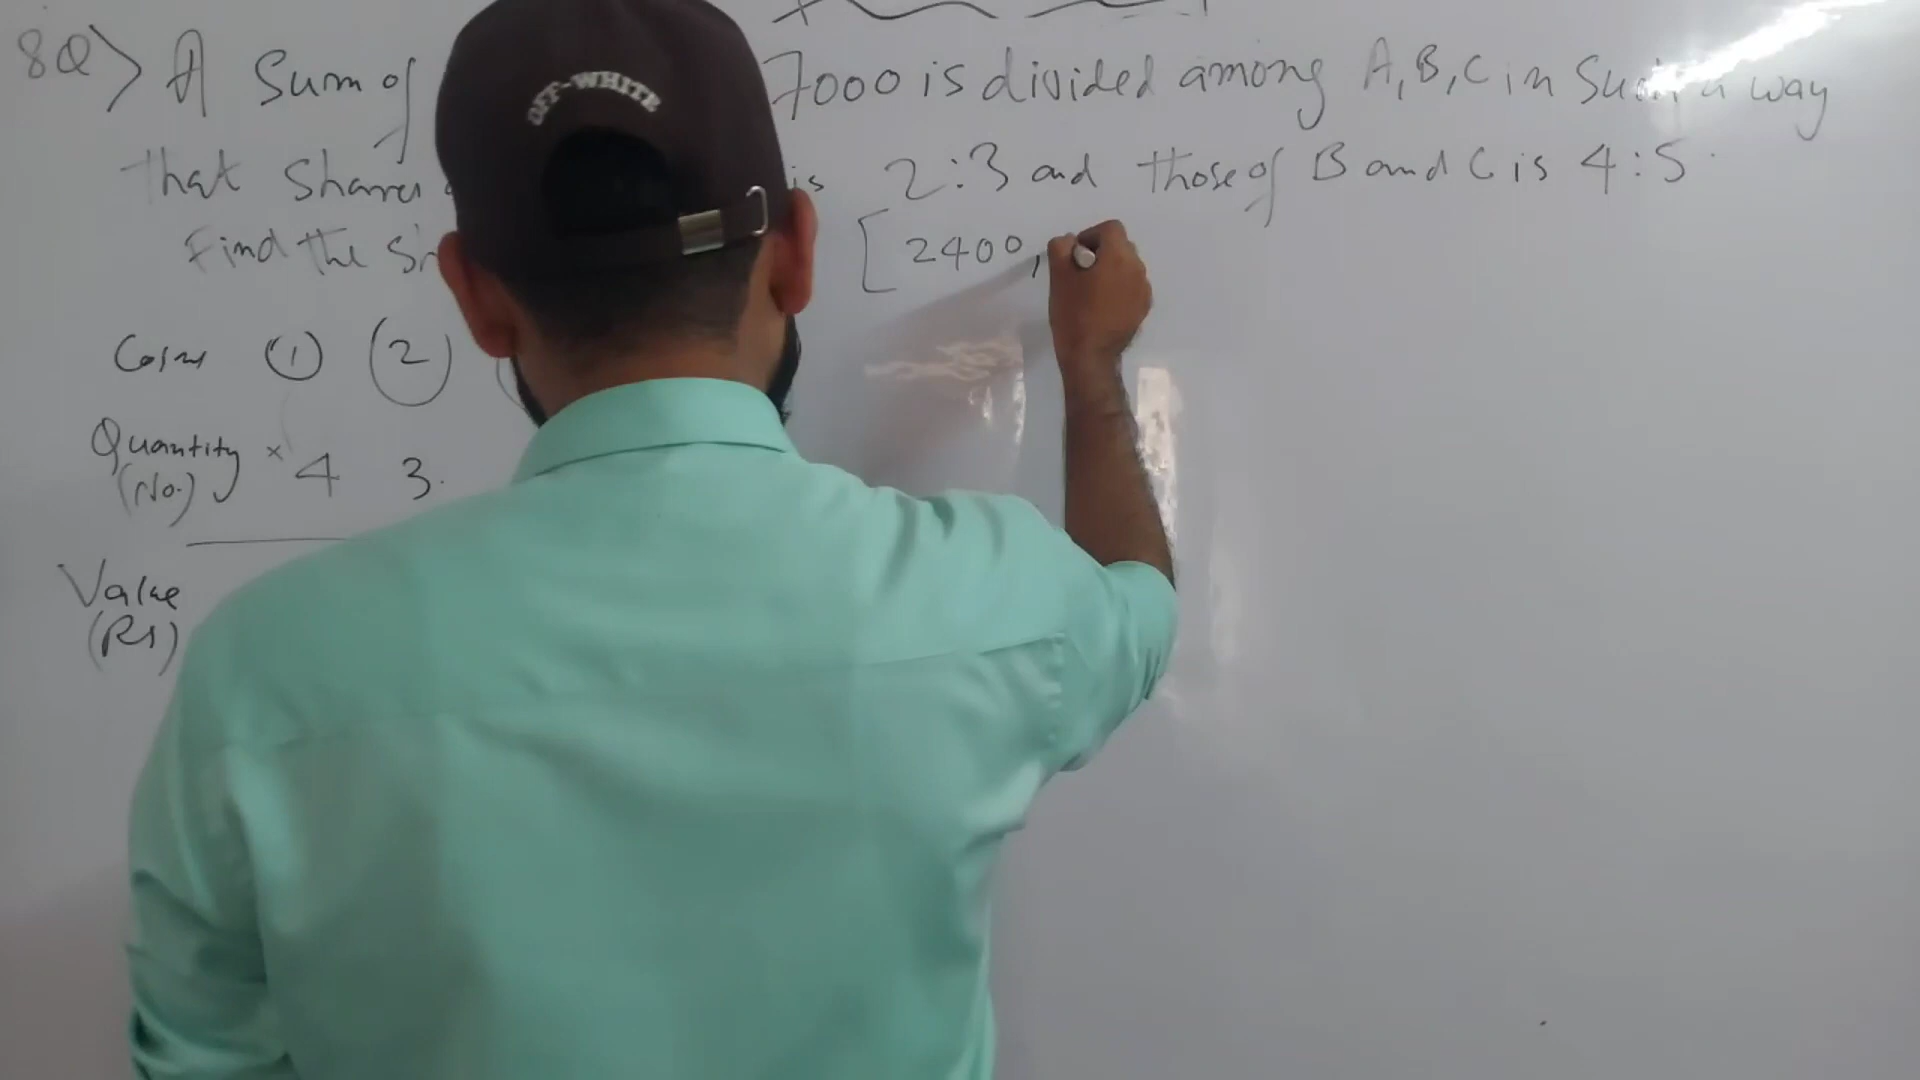 8Q> A Sum of 7000 is divided among A, B, C in Such a way
that Shares is 2:3 and those of B and C is 4:5.
Find the [2400,
OFF-WHITE
Coins 1 2
Quantity × 4 3
(No.)
Value
(Rs)